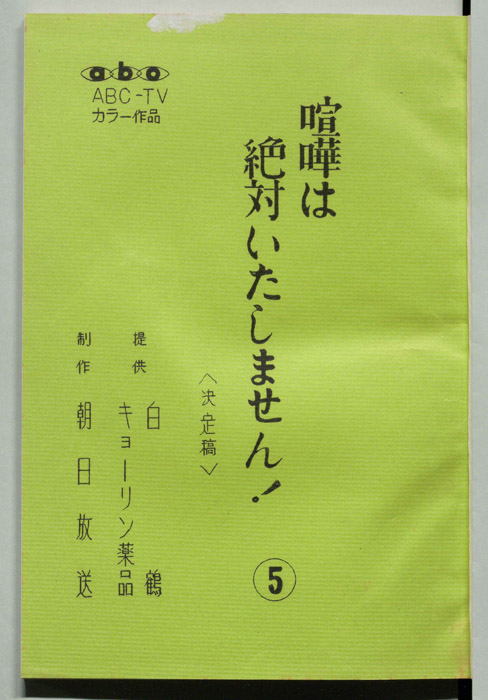 abc
ABC-TV
カラー作品
喧嘩は
絶対いたしません!
〈決定稿〉
⑤
提供
白鶴
キョーリン薬品
制作 朝日放送